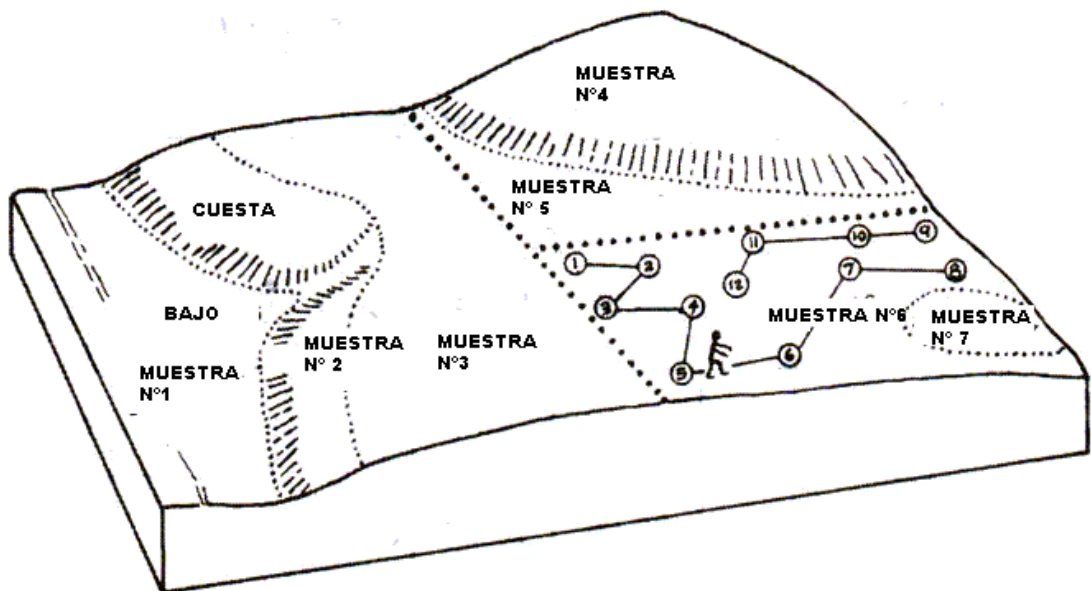 MUESTRA
N°4
MUESTRA
N° 5
CUESTA
11
10
9
1
2
7
8
12
BAJO
3
4
MUESTRA N°6
MUESTRA
N° 7
MUESTRA
N° 2
MUESTRA
N°3
6
MUESTRA
N°1
5